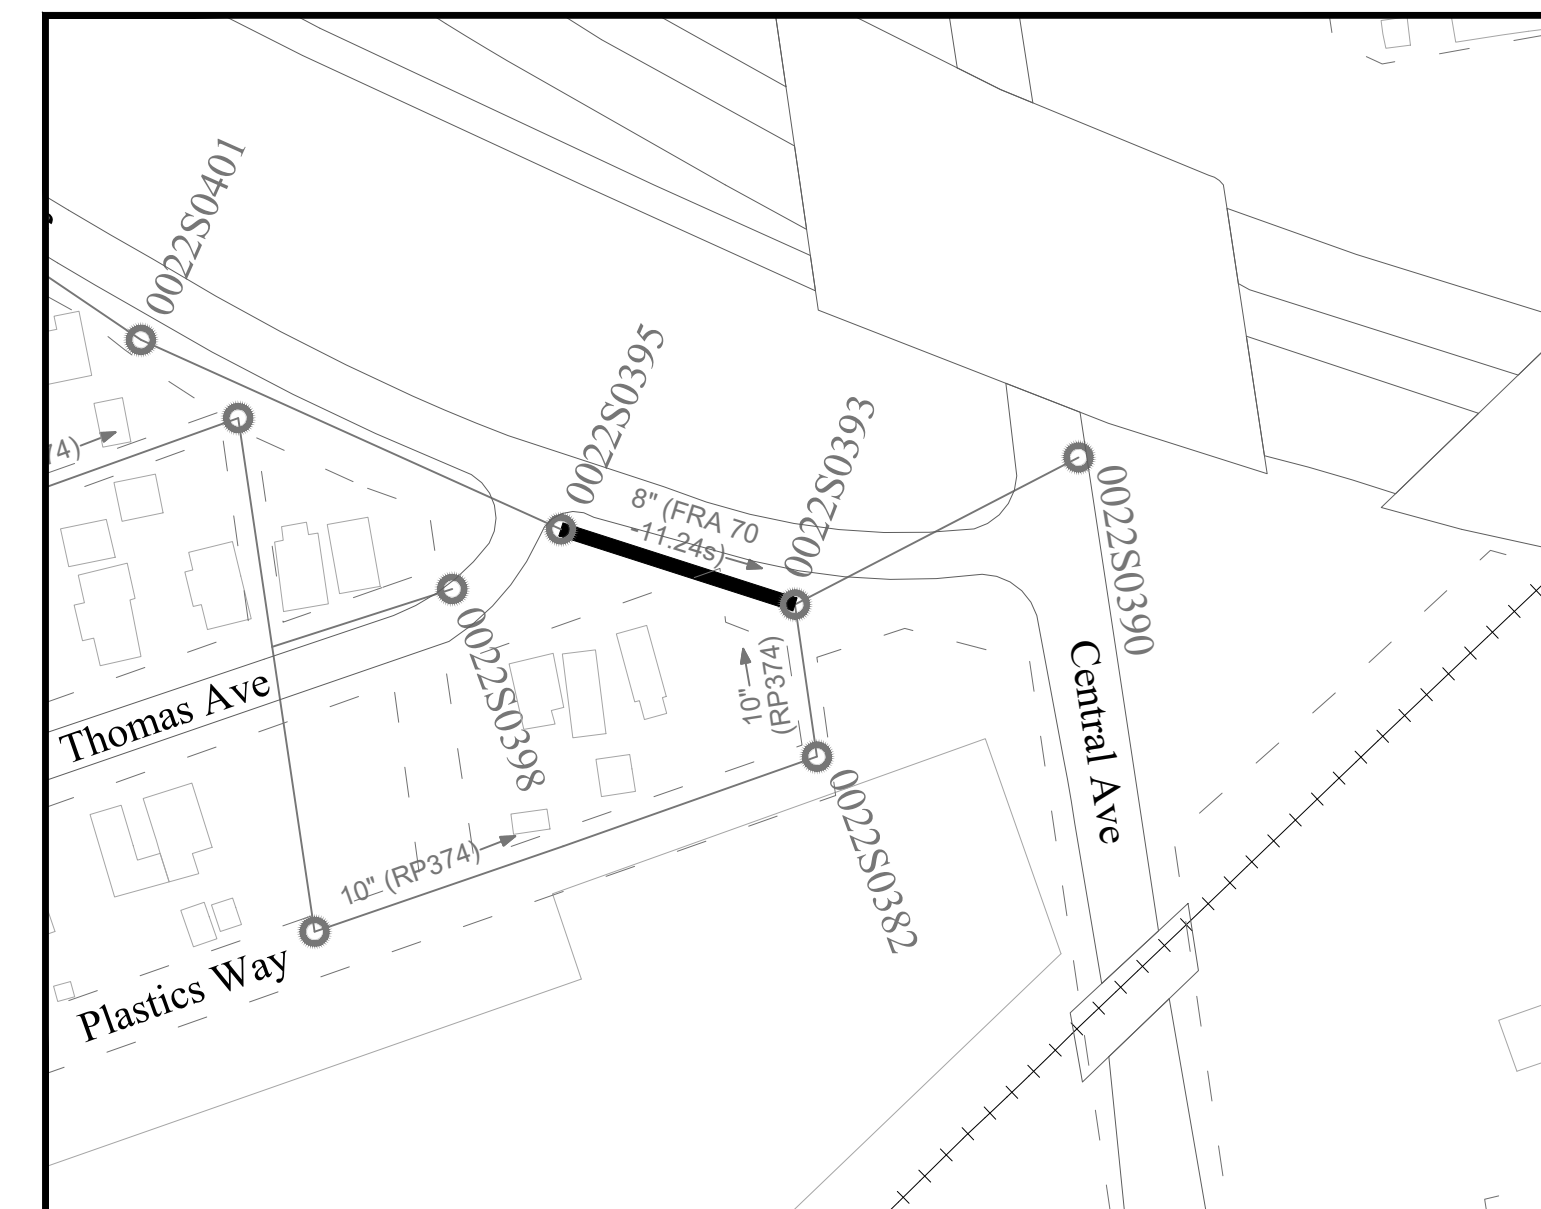 0022S0401
0022S0395
0022S0393
74)
8" (FRA 70
-11.24s)
0022S0390
0022S0398
10"
(RP374)
Thomas Ave
Central Ave
0022S0382
10" (RP374)
Plastics Way